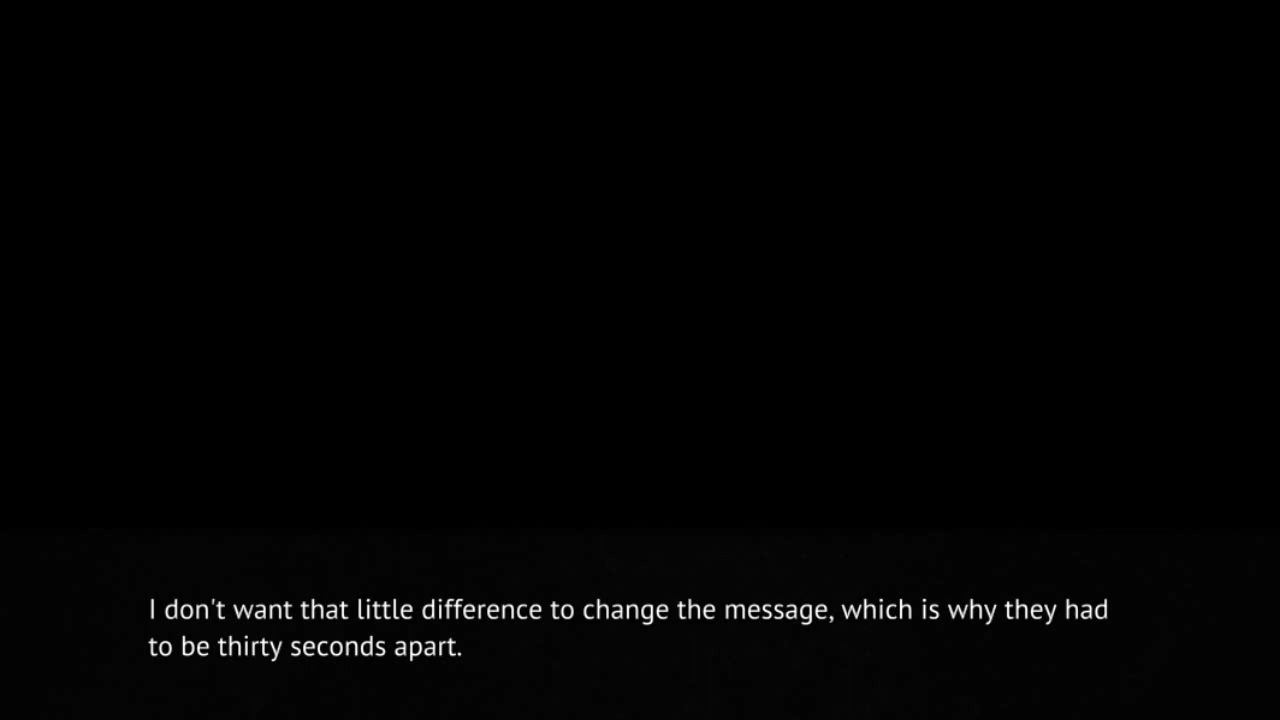 I don't want that little difference to change the message, which is why they had
to be thirty seconds apart.